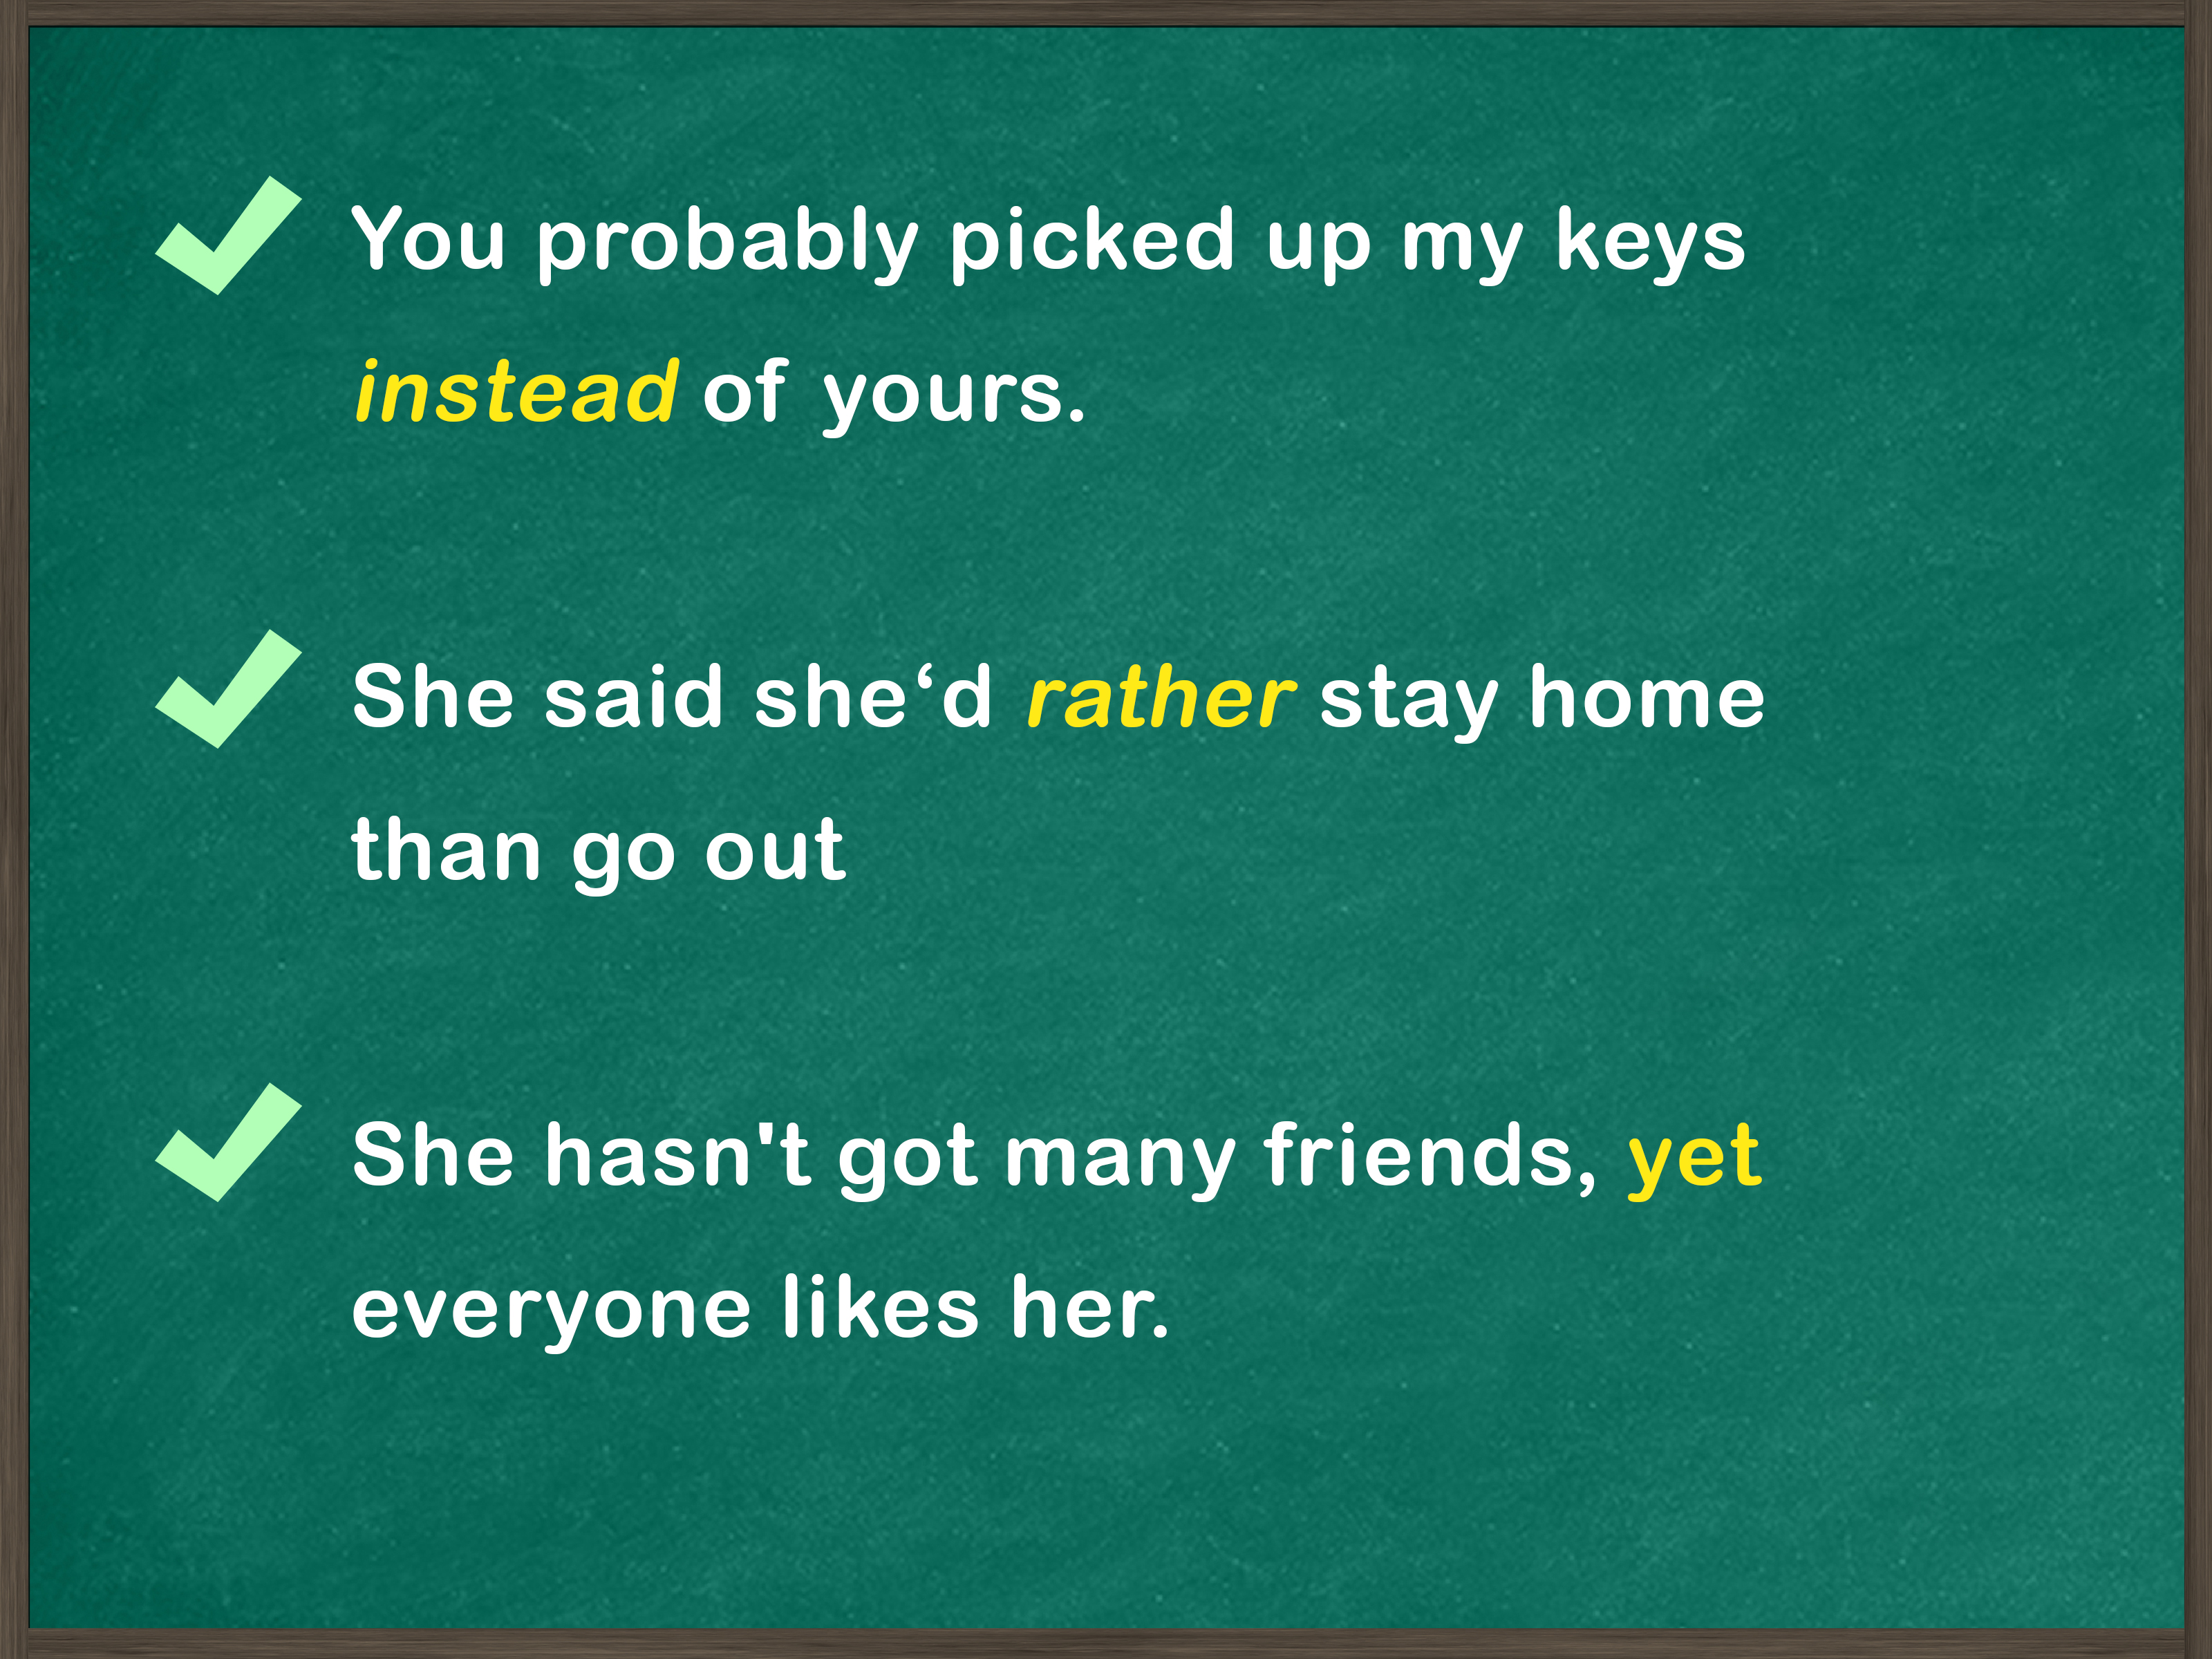 You probably picked up my keys
instead of yours.
She said she‘d rather stay home
than go out
She hasn't got many friends, yet
everyone likes her.